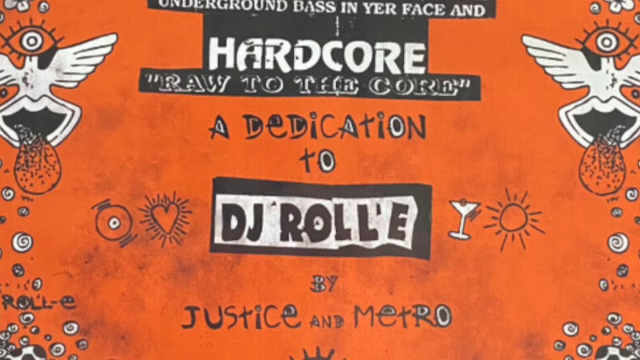 UNDERGROUND BASS IN YER FACE AND
HARDCORE
"RAW TO THE CORE"
A DEDICATION
TO
DJ ROLL'E
BY
JUSTICE AND METRO
ROLL-E